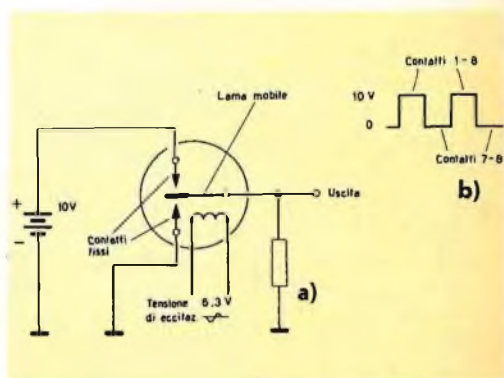 Contatti 1-8
Lama mobile
10 V
0
Contatti 7-8
b)
+
10V
-
Uscita
Contatti
fissi
a)
Tensione 6,3 V
di eccitaz.